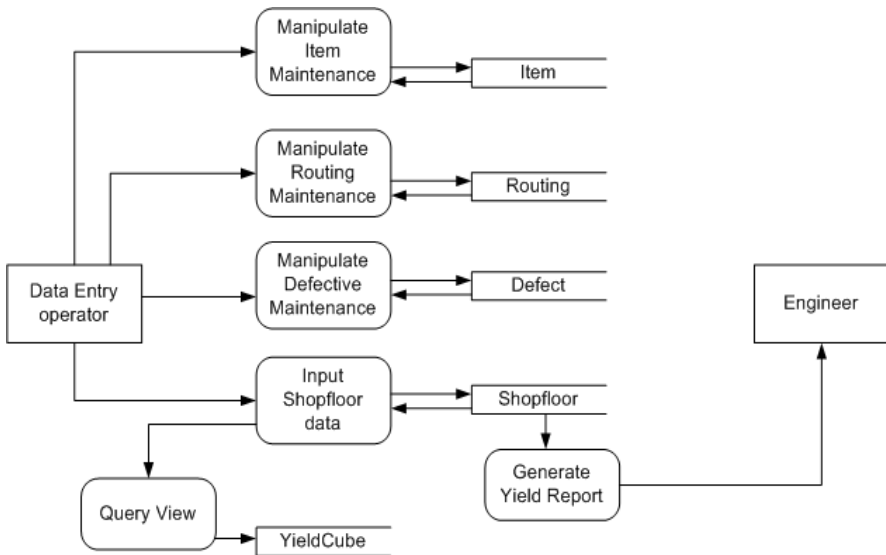 Manipulate
Item
Maintenance
Item
Manipulate
Routing
Maintenance
Routing
Manipulate
Defective
Maintenance
Defect
Data Entry
operator
Engineer
Input
Shopfloor
data
Shopfloor
Generate
Yield Report
Query View
YieldCube